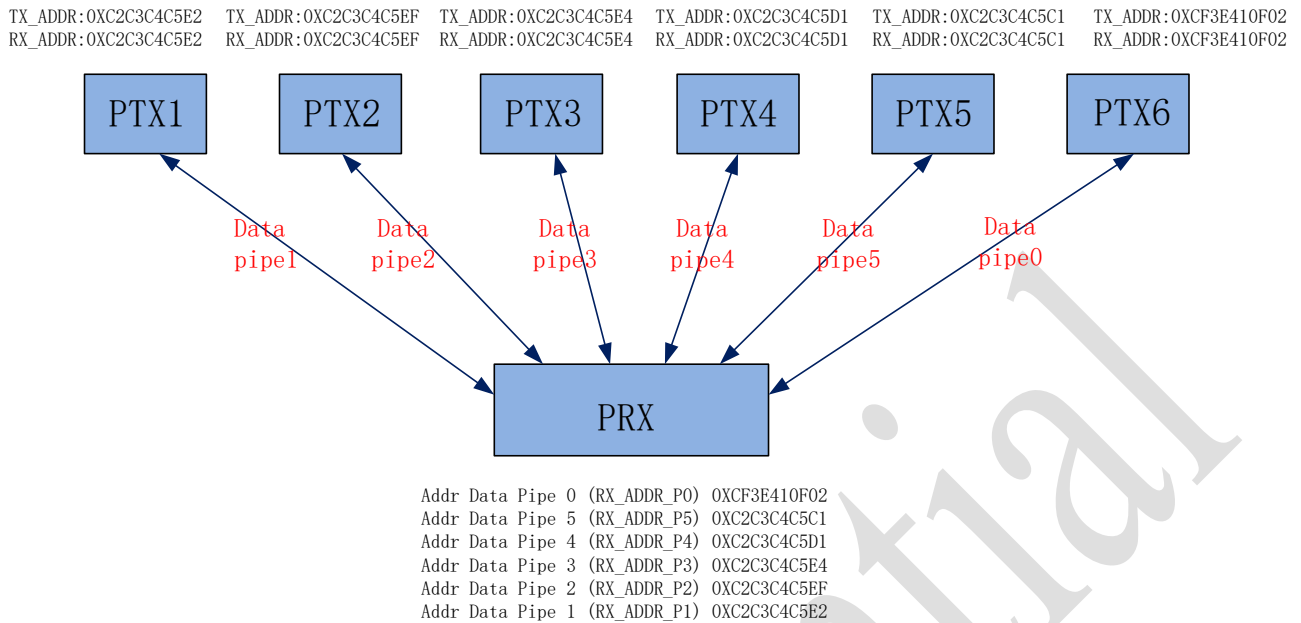 TX_ADDR:0XC2C3C4C5E2 TX_ADDR:0XC2C3C4C5EF TX_ADDR:0XC2C3C4C5E4 TX_ADDR:0XC2C3C4C5D1 TX_ADDR:0XC2C3C4C5C1 TX_ADDR:0XCF3E410F02
RX_ADDR:0XC2C3C4C5E2 RX_ADDR:0XC2C3C4C5EF RX_ADDR:0XC2C3C4C5E4 RX_ADDR:0XC2C3C4C5D1 RX_ADDR:0XC2C3C4C5C1 RX_ADDR:0XCF3E410F02
PTX1 PTX2 PTX3 PTX4 PTX5 PTX6
Data Data Data Data Data Data
pipe1 pipe2 pipe3 pipe4 pipe5 pipe0
PRX
Addr Data Pipe 0 (RX_ADDR_P0) 0XCF3E410F02
Addr Data Pipe 5 (RX_ADDR_P5) 0XC2C3C4C5C1
Addr Data Pipe 4 (RX_ADDR_P4) 0XC2C3C4C5D1
Addr Data Pipe 3 (RX_ADDR_P3) 0XC2C3C4C5E4
Addr Data Pipe 2 (RX_ADDR_P2) 0XC2C3C4C5EF
Addr Data Pipe 1 (RX_ADDR_P1) 0XC2C3C4C5E2